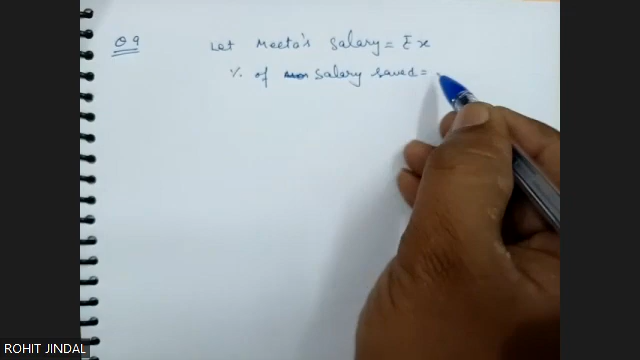 Q9 Let Meeta's Salary = ₹ x
% of Salary saved =
ROHIT JINDAL